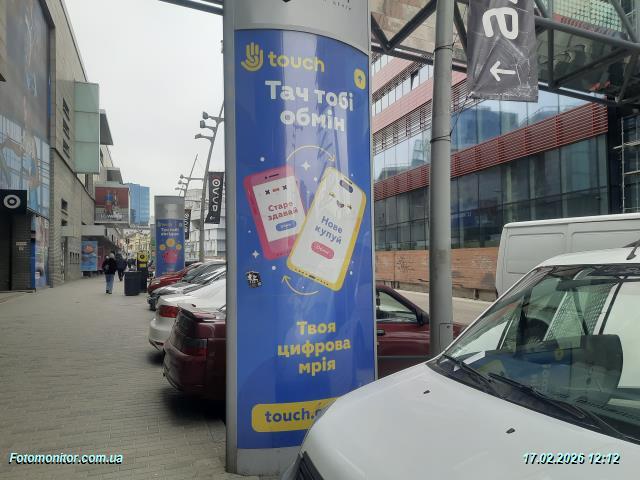 touch
Тач тобі
обмін
Старе
здавай
Нове
купуй
Твоя
цифрова
мрія
touch.
Fotomonitor.com.ua
17.02.2026 12:12